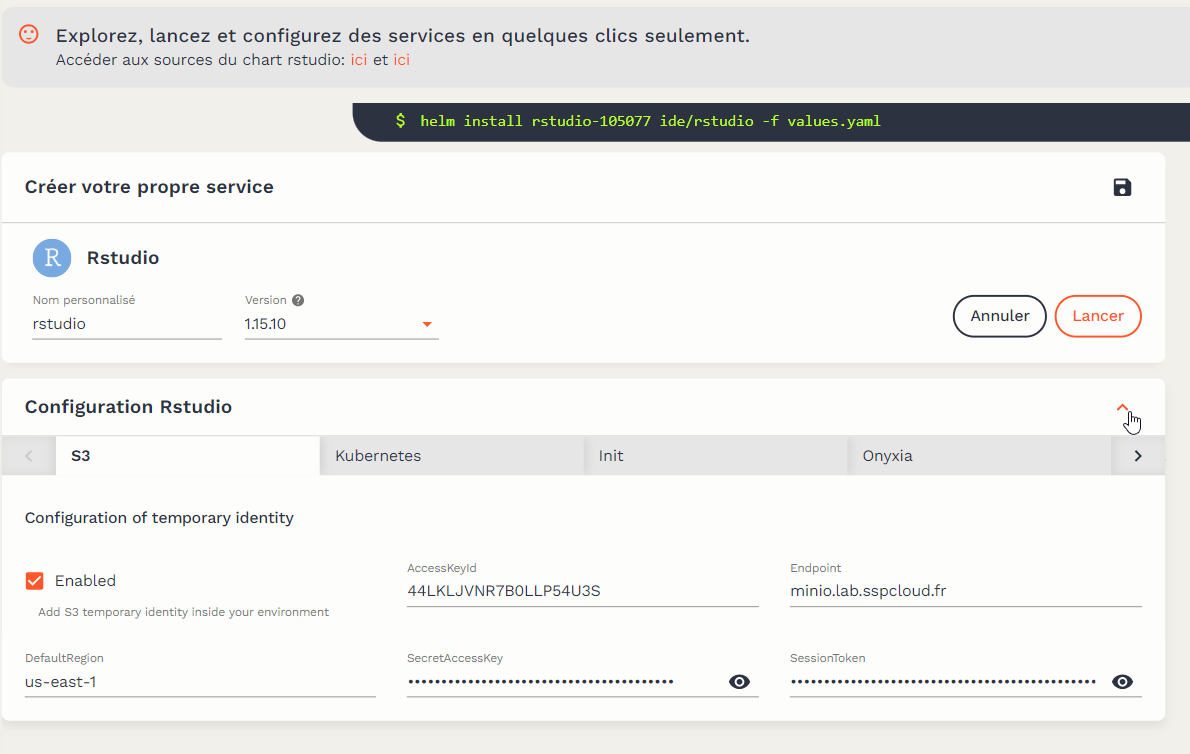 Explorez, lancez et configurez des services en quelques clics seulement.
Accéder aux sources du chart rstudio: ici et ici
$ helm install rstudio-105077 ide/rstudio -f values.yaml
Créer votre propre service
R Rstudio
Nom personnalisé Version ?
rstudio 1.15.10
Annuler Lancer
Configuration Rstudio
S3 Kubernetes Init Onyxia
Configuration of temporary identity
Enabled
Add S3 temporary identity inside your environment
AccessKeyId
44LKLJVNR7B0LLP54U3S
Endpoint
minio.lab.sspcloud.fr
DefaultRegion
us-east-1
SecretAccessKey
SessionToken